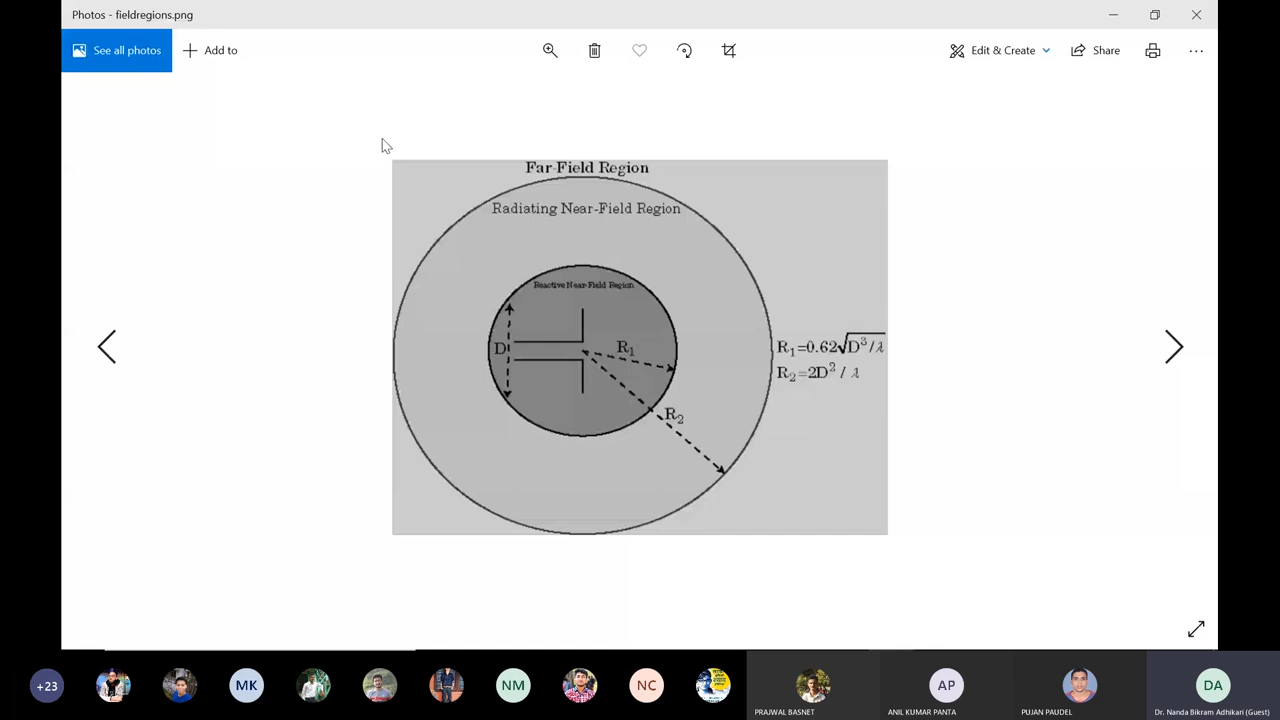 Photos - fieldregions.png
See all photos
Add to
Edit & Create
Share
Far-Field Region
Radiating Near-Field Region
Reactive Near-Field Region
D
R₁
R₂
R₁=0.62√D³/λ
R₂=2D² / λ
+23
MK
NM
NC
PRAJWAL BASNET
AP
ANIL KUMAR PANTA
PUJAN PAUDEL
DA
Dr. Nanda Bikram Adhikari (Guest)